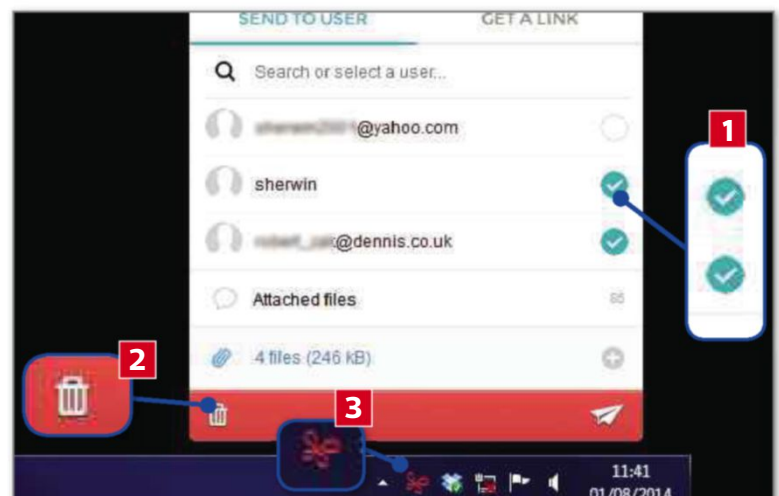 SEND TO USER
GET A LINK
Search or select a user...
@yahoo.com
1
sherwin
@dennis.co.uk
Attached files
85
4 files (246 kB)
2
3
11:41
01/08/2014